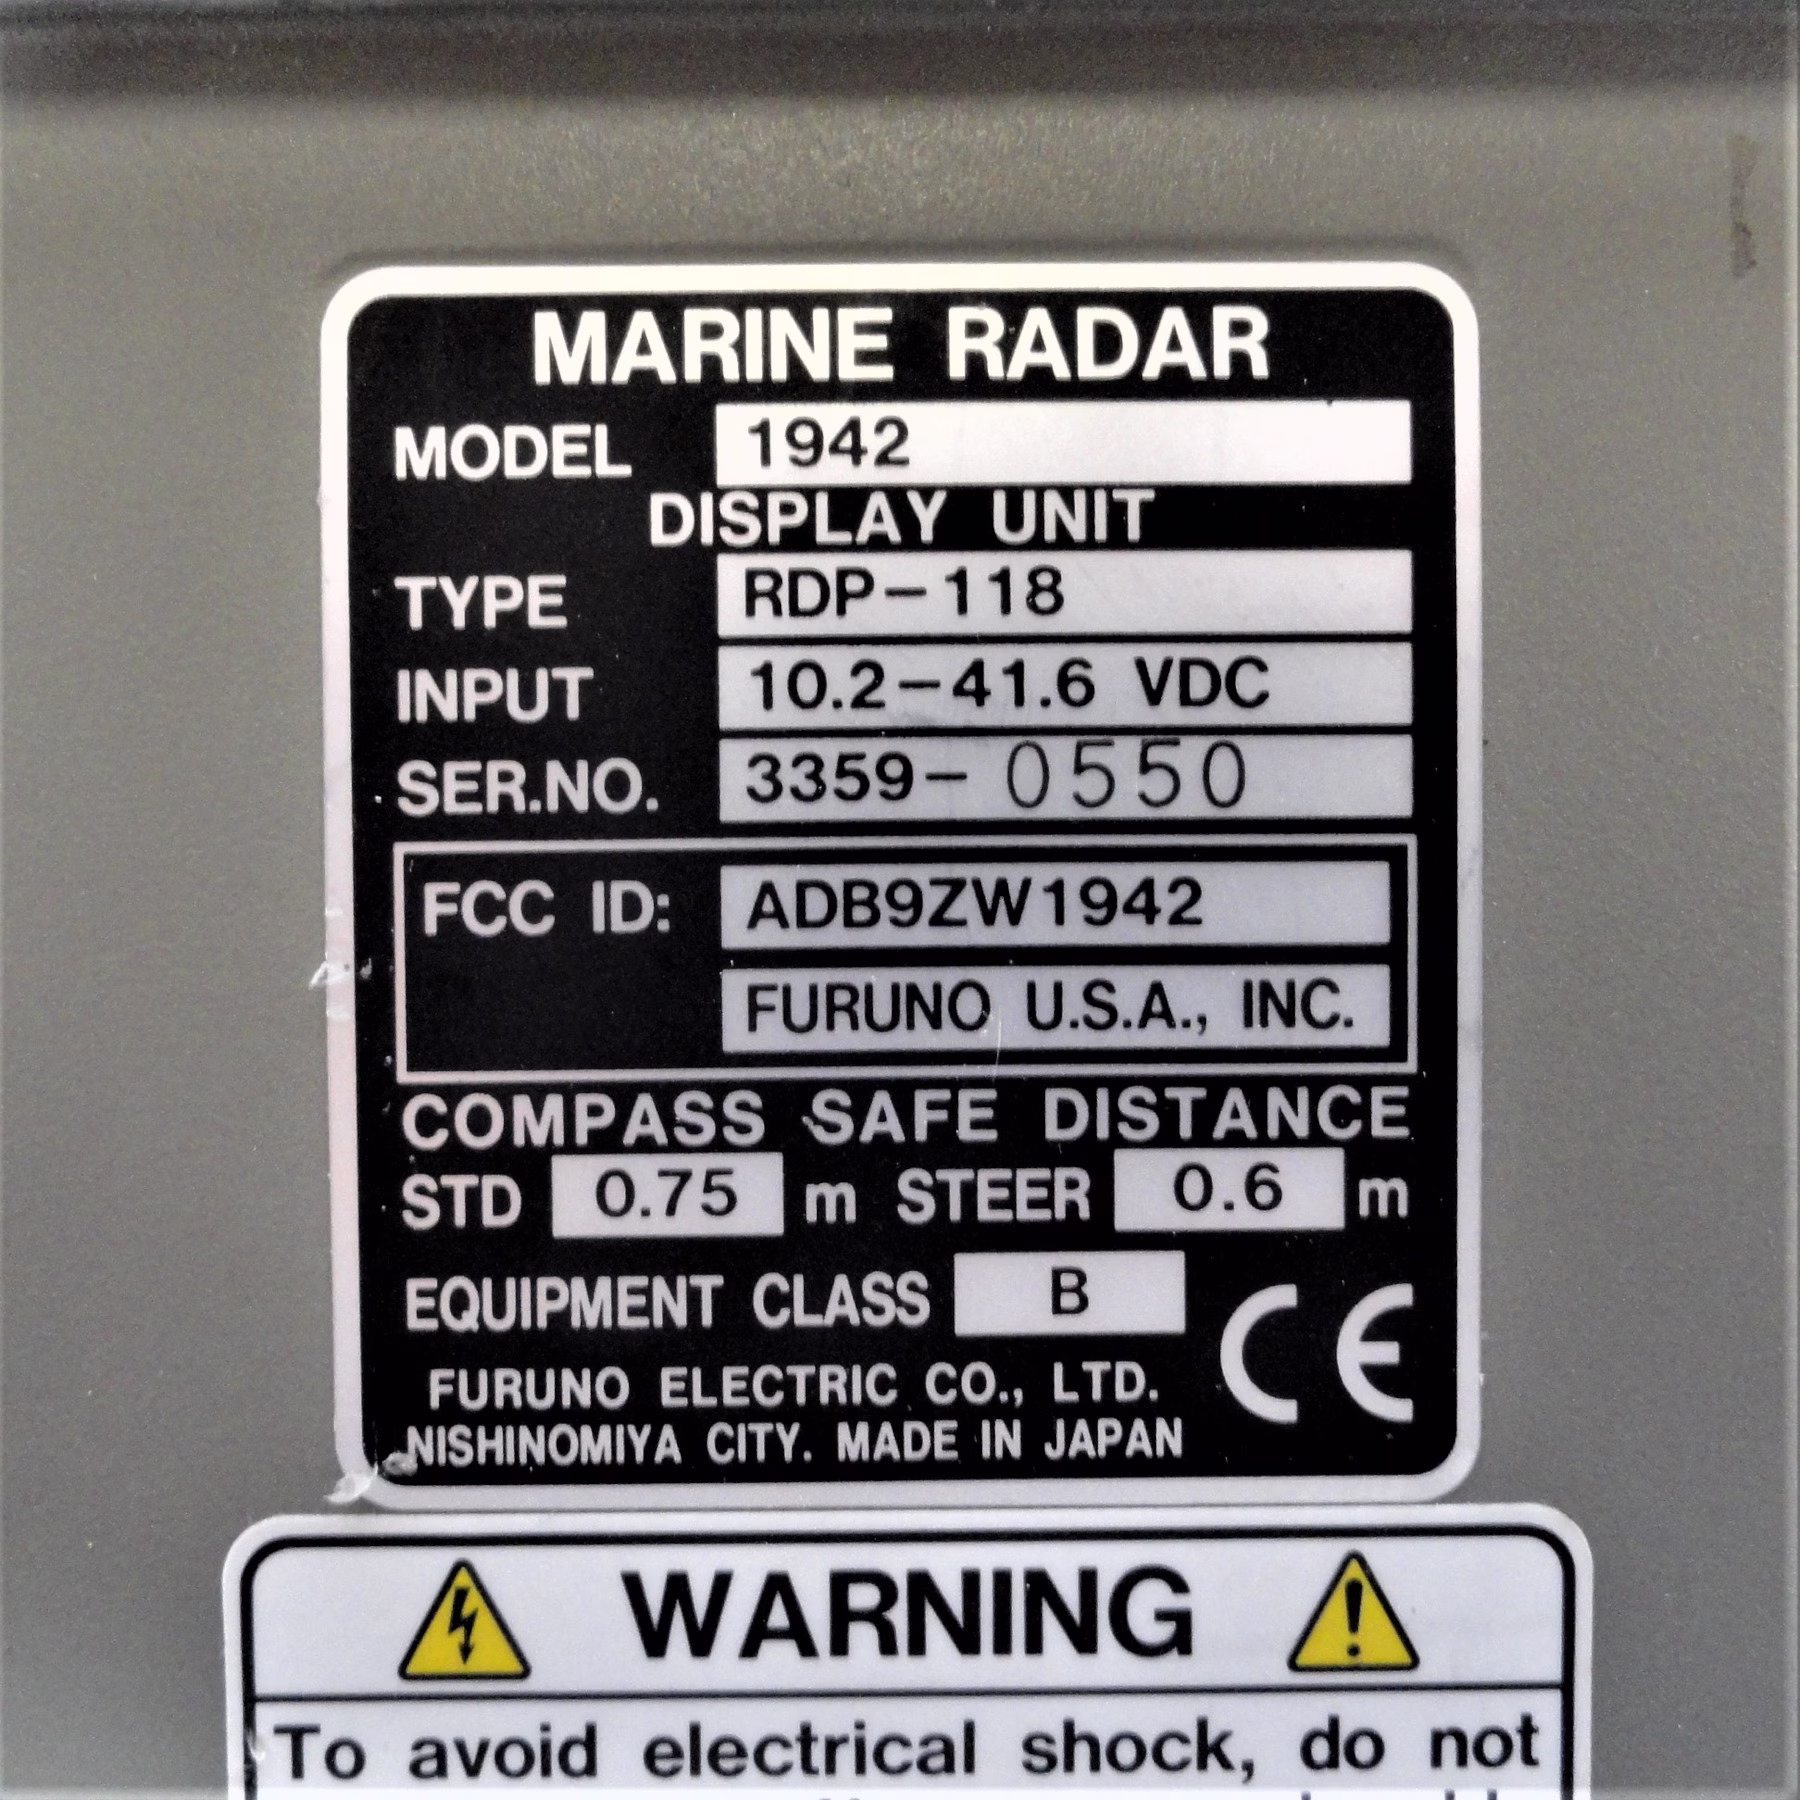 MARINE RADAR
MODEL 1942
DISPLAY UNIT
TYPE RDP-118
INPUT 10.2-41.6 VDC
SER.NO. 3359-0550
FCC ID: ADB9ZW1942
FURUNO U.S.A., INC.
COMPASS SAFE DISTANCE
STD 0.75 m STEER 0.6 m
EQUIPMENT CLASS B
CE
FURUNO ELECTRIC CO., LTD.
NISHINOMIYA CITY. MADE IN JAPAN
WARNING
To avoid electrical shock, do not